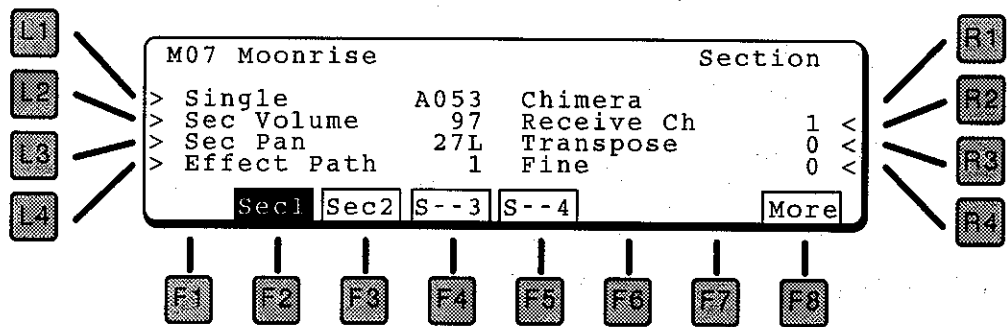 L1
L2
L3
L4
M07 Moonrise Section
> Single A053 Chimera
> Sec Volume 97 Receive Ch 1 <
> Sec Pan 27L Transpose 0 <
> Effect Path 1 Fine 0 <
Sec1 Sec2 S--3 S--4 More
R1
R2
R3
R4
F1 F2 F3 F4 F5 F6 F7 F8